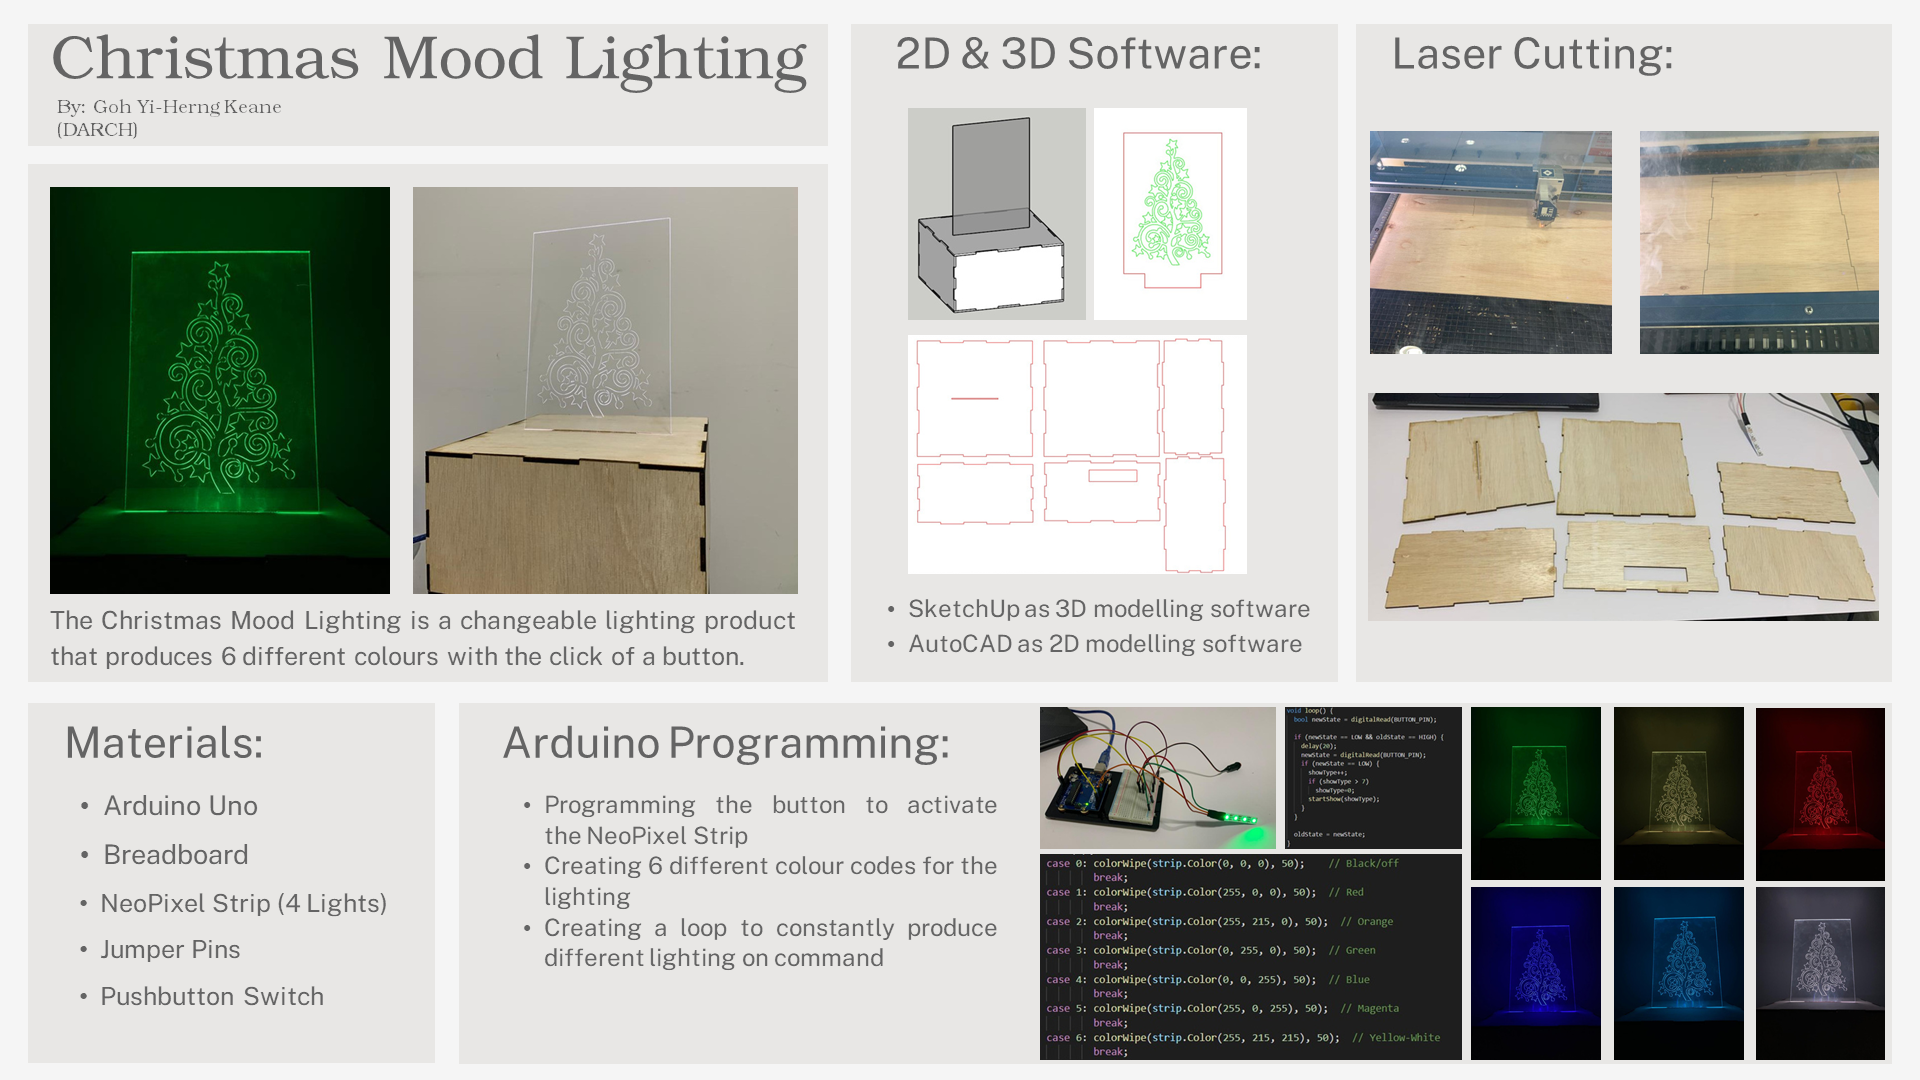 Christmas Mood Lighting
By: Goh Yi-Herng Keane
(DARCH)
The Christmas Mood Lighting is a changeable lighting product
that produces 6 different colours with the click of a button.
2D & 3D Software:
• SketchUp as 3D modelling software
• AutoCAD as 2D modelling software
Laser Cutting:
Materials:
• Arduino Uno
• Breadboard
• NeoPixel Strip (4 Lights)
• Jumper Pins
• Pushbutton Switch
Arduino Programming:
• Programming the button to activate
the NeoPixel Strip
• Creating 6 different colour codes for the
lighting
• Creating a loop to constantly produce
different lighting on command
void loop() {
bool newState = digitalRead(BUTTON_PIN);
if (newState == LOW && oldState == HIGH) {
delay(20);
newState = digitalRead(BUTTON_PIN);
if (newState == LOW) {
showType++;
if (showType > 7)
showType=0;
startShow(showType);
}
}
oldState = newState;
}
case 0: colorWipe(strip.Color(0, 0, 0), 50); // Black/off
break;
case 1: colorWipe(strip.Color(255, 0, 0), 50); // Red
break;
case 2: colorWipe(strip.Color(255, 215, 0), 50); // Orange
break;
case 3: colorWipe(strip.Color(0, 255, 0), 50); // Green
break;
case 4: colorWipe(strip.Color(0, 0, 255), 50); // Blue
break;
case 5: colorWipe(strip.Color(255, 0, 255), 50); // Magenta
break;
case 6: colorWipe(strip.Color(255, 215, 215), 50); // Yellow-White
break;